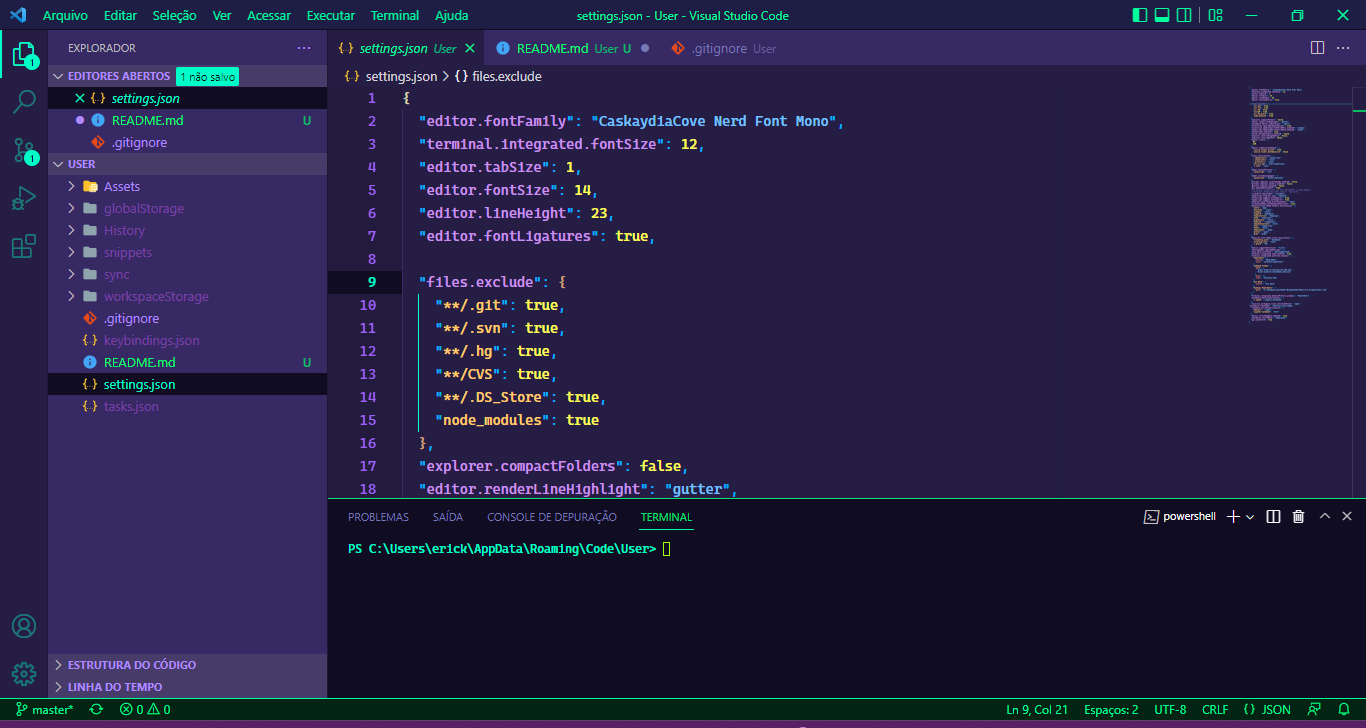 Arquivo Editar Seleção Ver Acessar Executar Terminal Ajuda
settings.json - User - Visual Studio Code
EXPLORADOR
EDITORES ABERTOS 1 não salvo
settings.json
README.md U
.gitignore
USER
Assets
globalStorage
History
snippets
sync
workspaceStorage
.gitignore
keybindings.json
README.md U
settings.json
tasks.json
ESTRUTURA DO CÓDIGO
LINHA DO TEMPO
1
1
settings.json User README.md User U .gitignore User
{..} settings.json > {} files.exclude
1 {
2 "editor.fontFamily": "CaskaydiaCove Nerd Font Mono",
3 "terminal.integrated.fontSize": 12,
4 "editor.tabSize": 1,
5 "editor.fontSize": 14,
6 "editor.lineHeight": 23,
7 "editor.fontLigatures": true,
8
9 "files.exclude": {
10 "**/.git": true,
11 "**/.svn": true,
12 "**/.hg": true,
13 "**/CVS": true,
14 "**/.DS_Store": true,
15 "node_modules": true
16 },
17 "explorer.compactFolders": false,
18 "editor.renderLineHighlight": "gutter",
PROBLEMAS SAÍDA CONSOLE DE DEPURAÇÃO TERMINAL
powershell
PS C:\Users\erick\AppData\Roaming\Code\User>
master* 0 0
Ln 9, Col 21 Espaços: 2 UTF-8 CRLF {} JSON